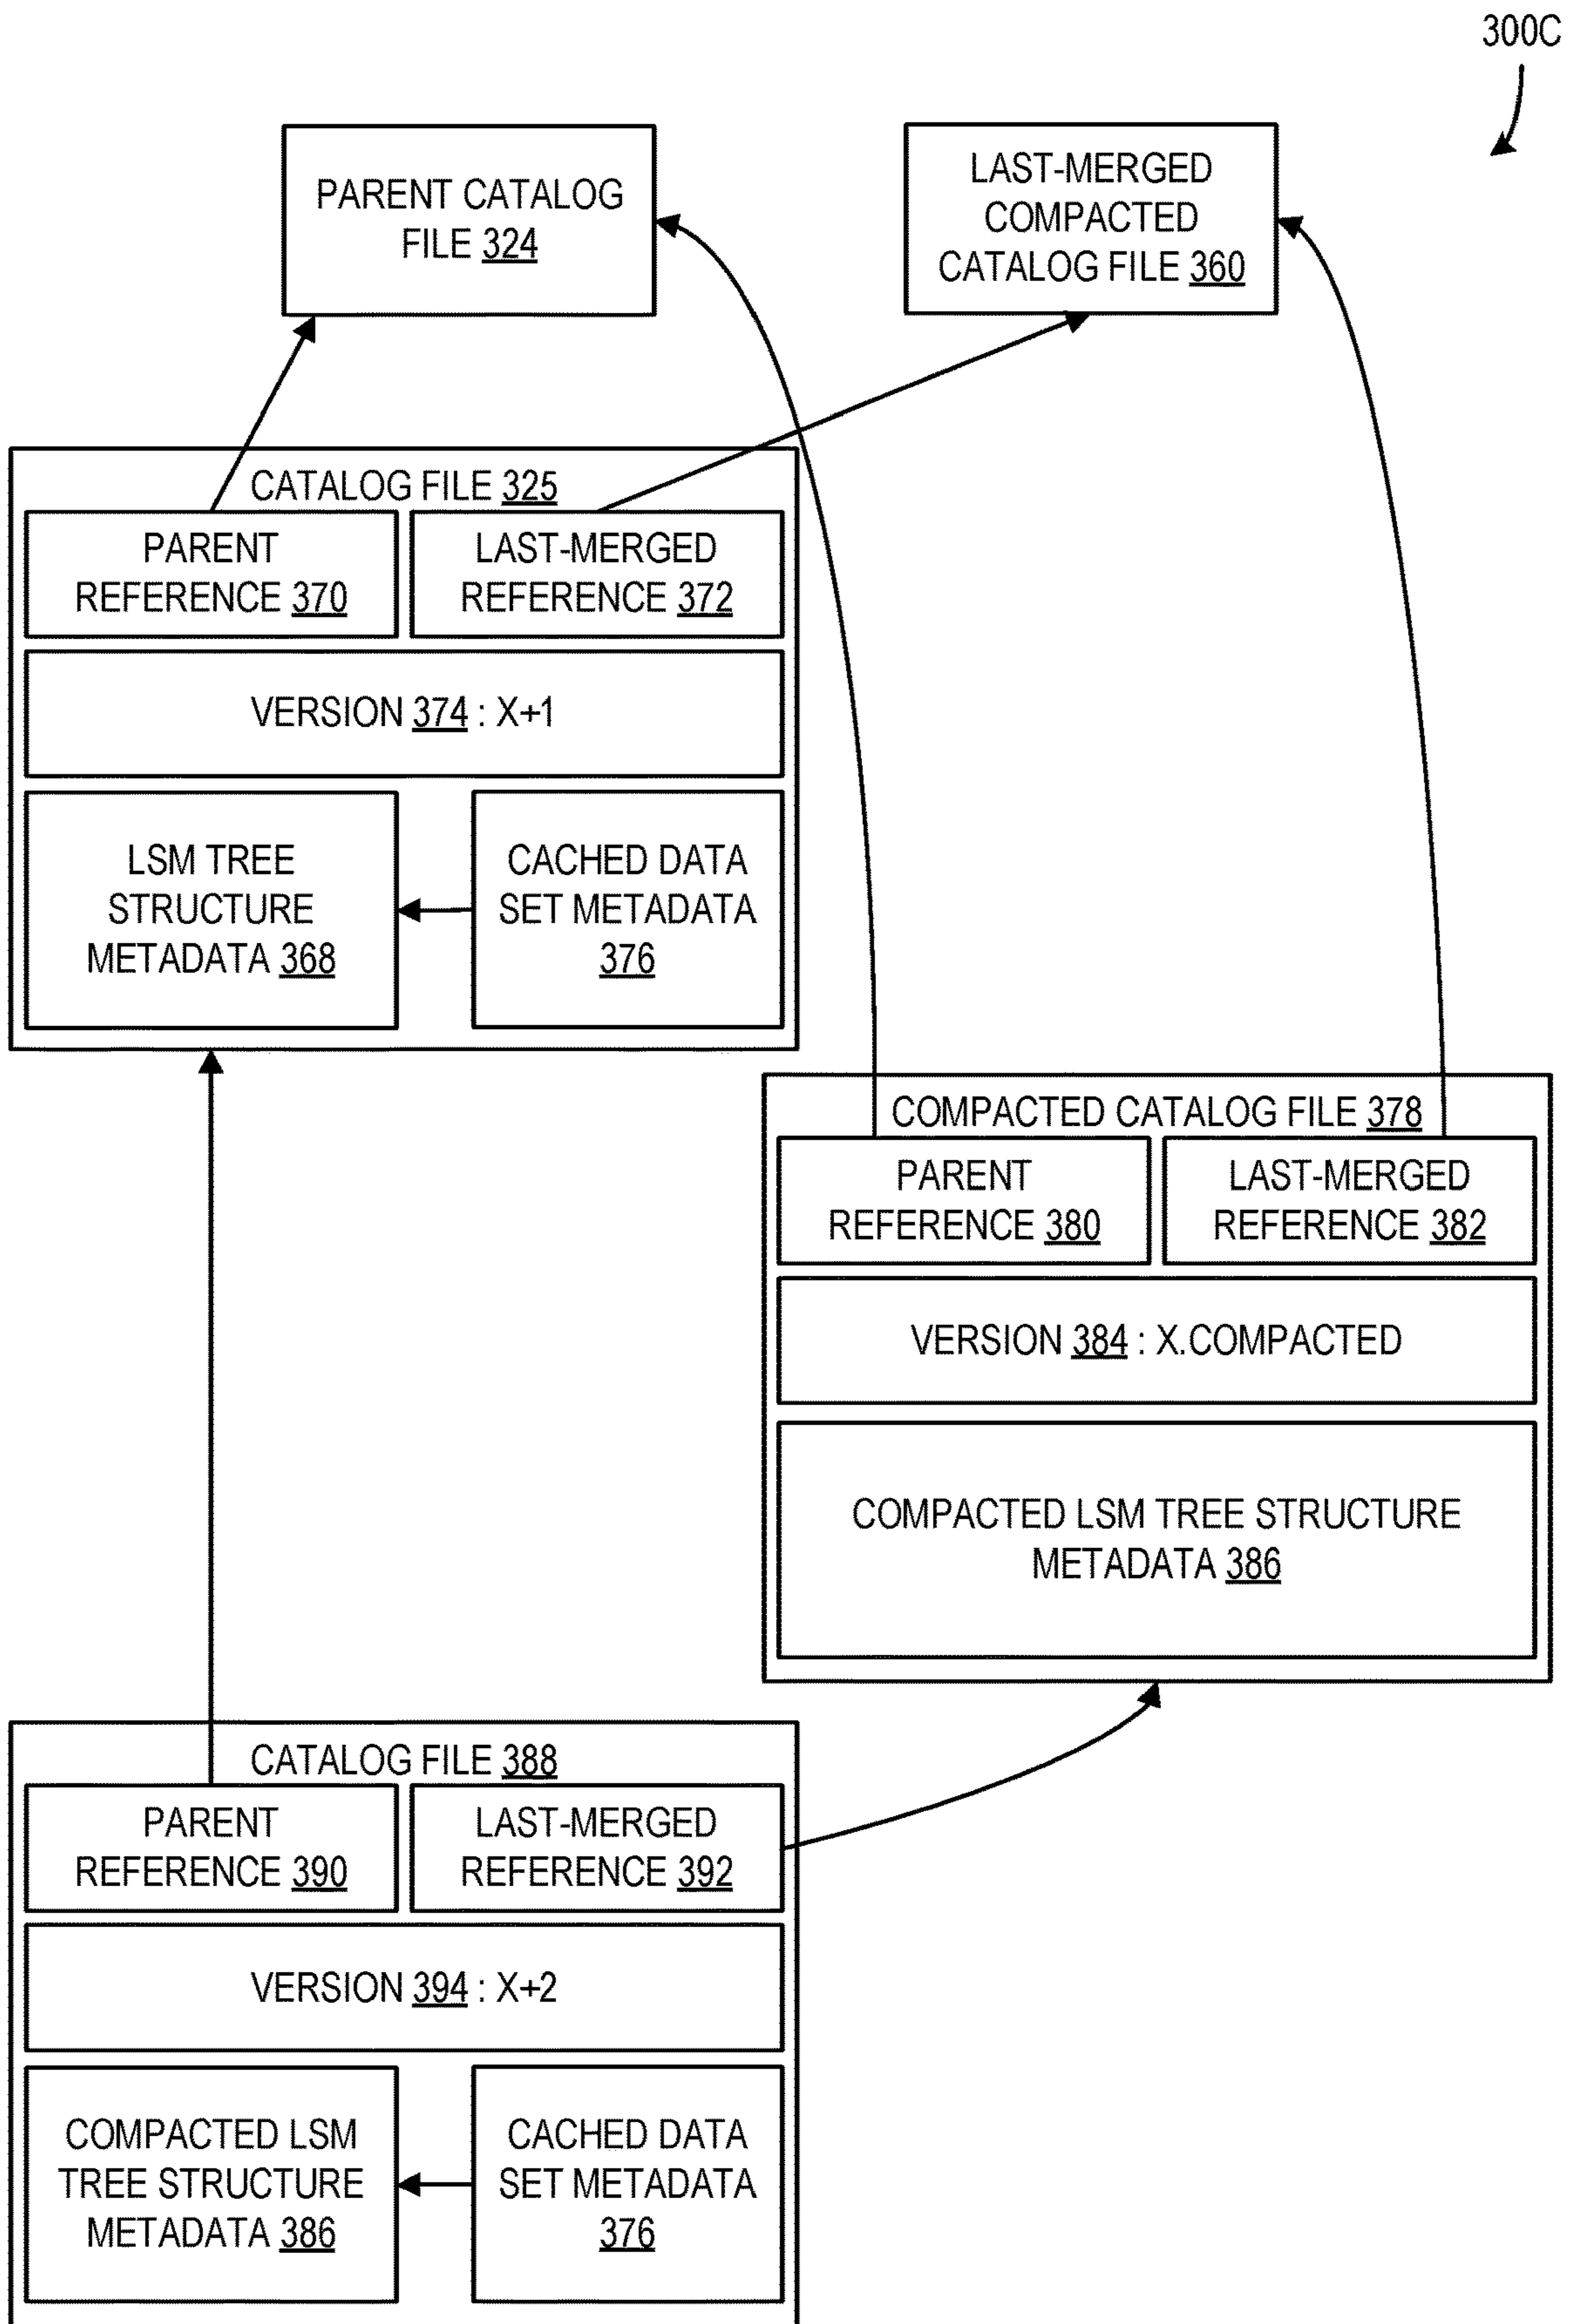 300C
PARENT CATALOG
FILE 324
LAST-MERGED
COMPACTED
CATALOG FILE 360
CATALOG FILE 325
PARENT
REFERENCE 370
LAST-MERGED
REFERENCE 372
VERSION 374 : X+1
LSM TREE
STRUCTURE
METADATA 368
CACHED DATA
SET METADATA
376
COMPACTED CATALOG FILE 378
PARENT
REFERENCE 380
LAST-MERGED
REFERENCE 382
VERSION 384 : X.COMPACTED
COMPACTED LSM TREE STRUCTURE
METADATA 386
CATALOG FILE 388
PARENT
REFERENCE 390
LAST-MERGED
REFERENCE 392
VERSION 394 : X+2
COMPACTED LSM
TREE STRUCTURE
METADATA 386
CACHED DATA
SET METADATA
376